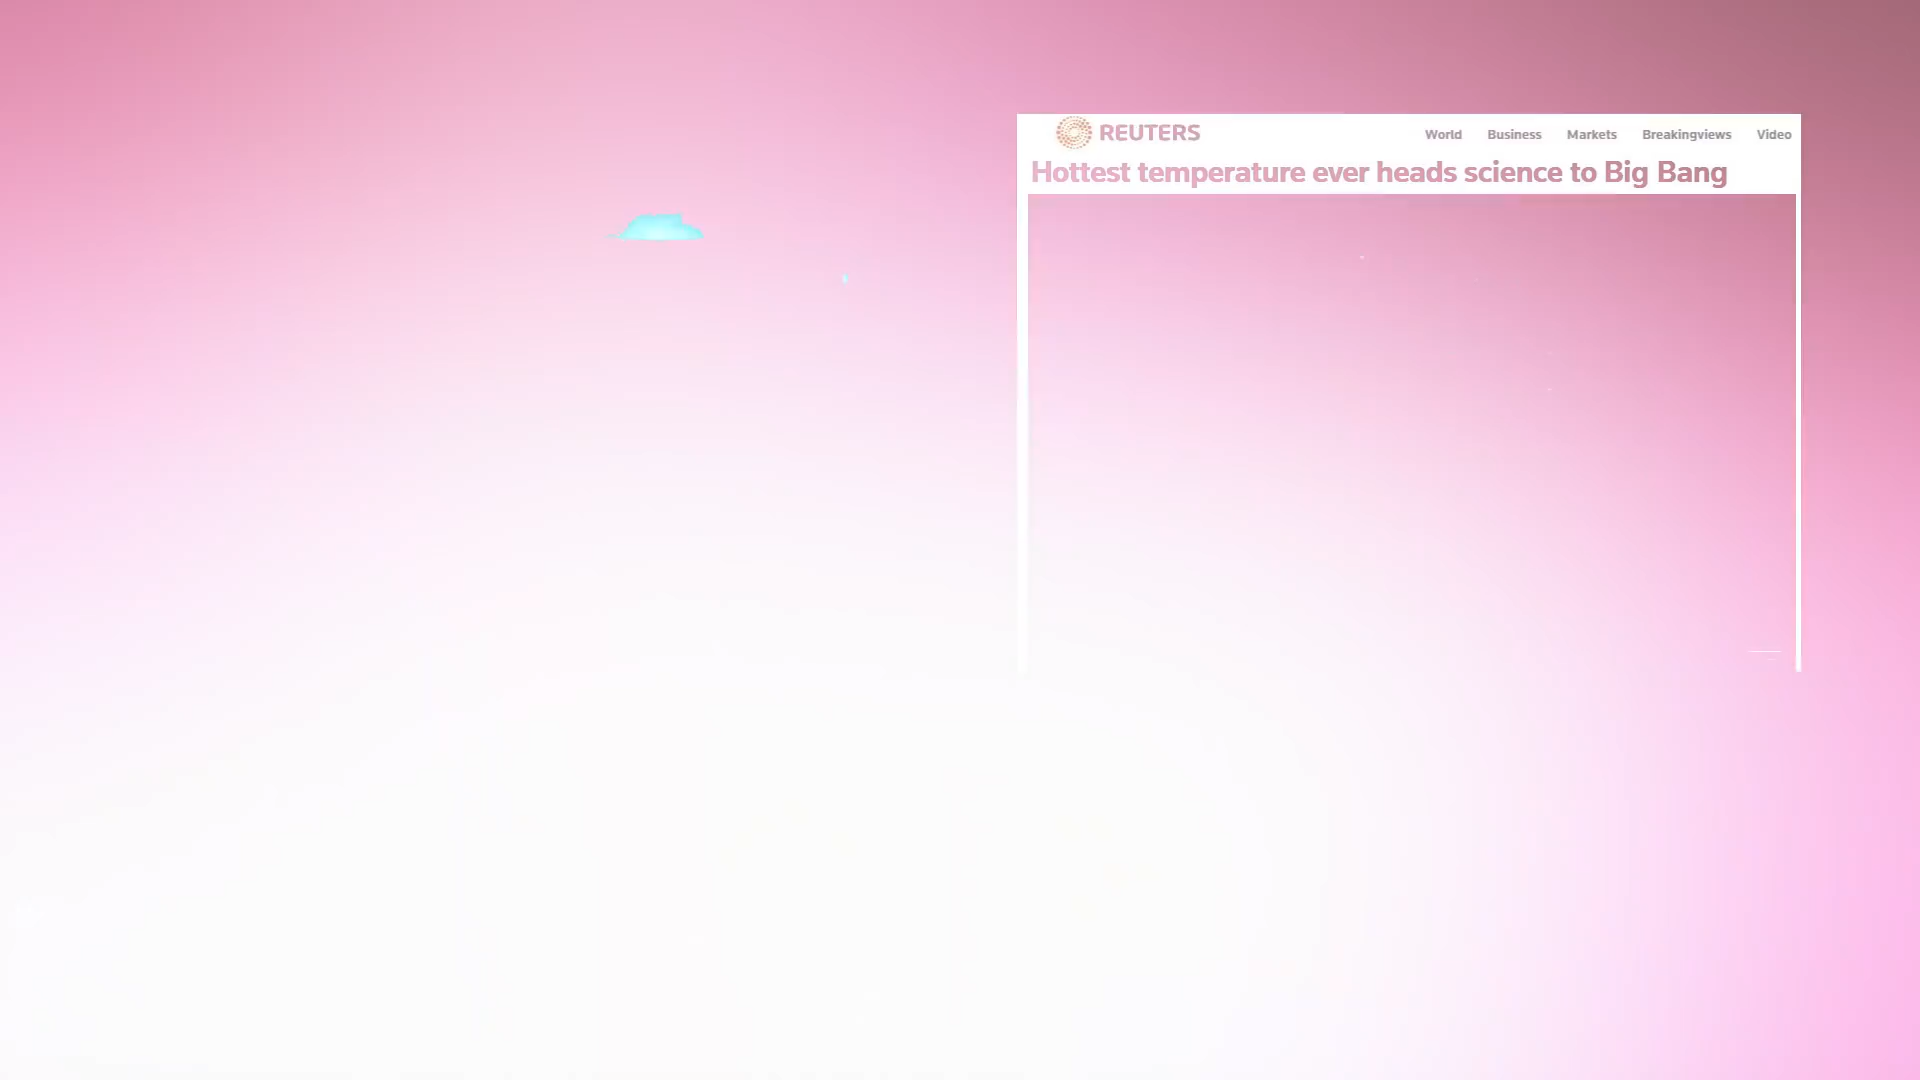 REUTERS World Business Markets Breakingviews Video
Hottest temperature ever heads science to Big Bang